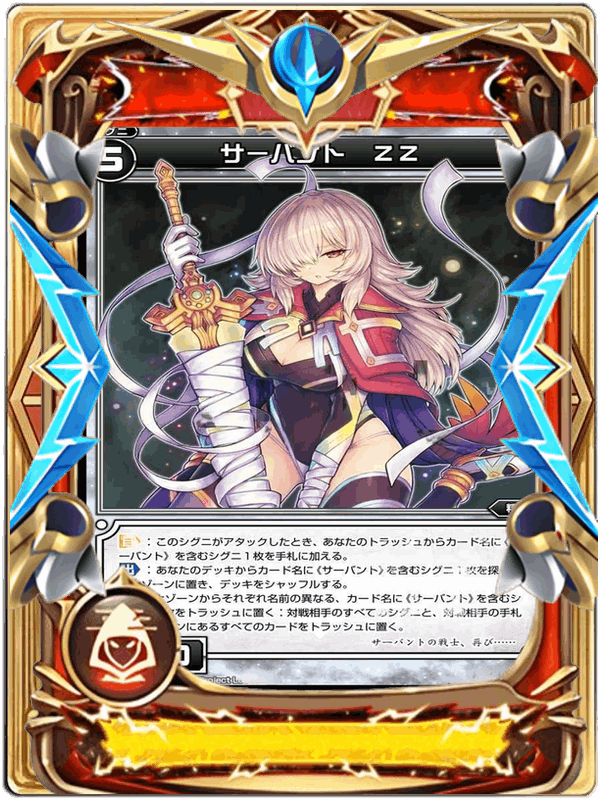 5
サーバント　ZZ
：このシグニがアタックしたとき、あなたのトラッシュからカード名に《
ーバント》を含むシグニ１枚を手札に加える。
：あなたのデッキからカード名に《サーバント》を含むシグニ１枚を探
ゾーンに置き、デッキをシャッフルする。
ゾーンからそれぞれ名前の異なる、カード名に《サーバント》を含むシ
をトラッシュに置く：対戦相手のすべてのシグニと、対戦相手の手札
ンにあるすべてのカードをトラッシュに置く。
サーバントの戦士、再び……
0
oject L